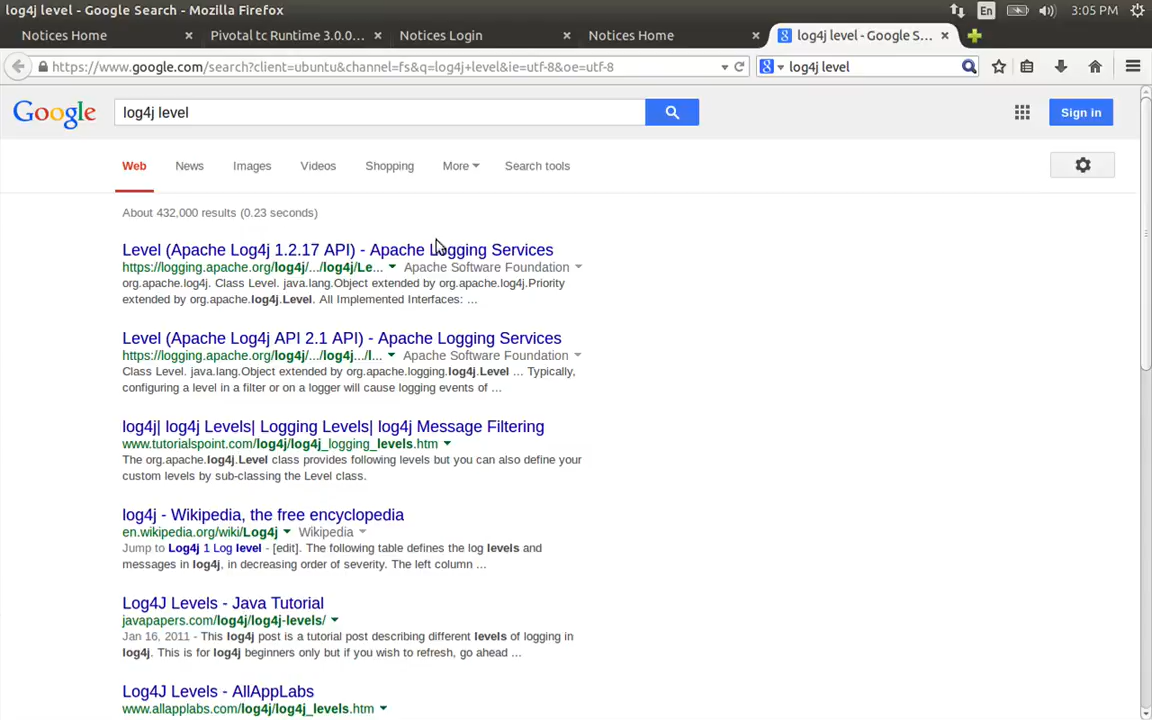 log4j level - Google Search - Mozilla Firefox
En
3:05 PM
Notices Home
Pivotal tc Runtime 3.0.0...
Notices Login
Notices Home
log4j level - Google S...
https://www.google.com/search?client=ubuntu&channel=fs&q=log4j+level&ie=utf-8&oe=utf-8
log4j level
Google
log4j level
Sign in
Web
News
Images
Videos
Shopping
More
Search tools
About 432,000 results (0.23 seconds)
Level (Apache Log4j 1.2.17 API) - Apache Logging Services
https://logging.apache.org/log4j/.../log4j/Le... Apache Software Foundation
org.apache.log4j. Class Level. java.lang.Object extended by org.apache.log4j.Priority
extended by org.apache.log4j.Level. All Implemented Interfaces: ...
Level (Apache Log4j API 2.1 API) - Apache Logging Services
https://logging.apache.org/log4j/.../log4j.../l... Apache Software Foundation
Class Level. java.lang.Object extended by org.apache.logging.log4j.Level ... Typically,
configuring a level in a filter or on a logger will cause logging events of ...
log4j| log4j Levels| Logging Levels| log4j Message Filtering
www.tutorialspoint.com/log4j/log4j_logging_levels.htm
The org.apache.log4j.Level class provides following levels but you can also define your
custom levels by sub-classing the Level class.
log4j - Wikipedia, the free encyclopedia
en.wikipedia.org/wiki/Log4j Wikipedia
Jump to Log4j 1 Log level - [edit]. The following table defines the log levels and
messages in log4j, in decreasing order of severity. The left column ...
Log4J Levels - Java Tutorial
javapapers.com/log4j/log4j-levels/
Jan 16, 2011 - This log4j post is a tutorial post describing different levels of logging in
log4j. This is for log4j beginners only but if you wish to refresh, go ahead ...
Log4J Levels - AllAppLabs
www.allapplabs.com/log4j/log4j_levels.htm